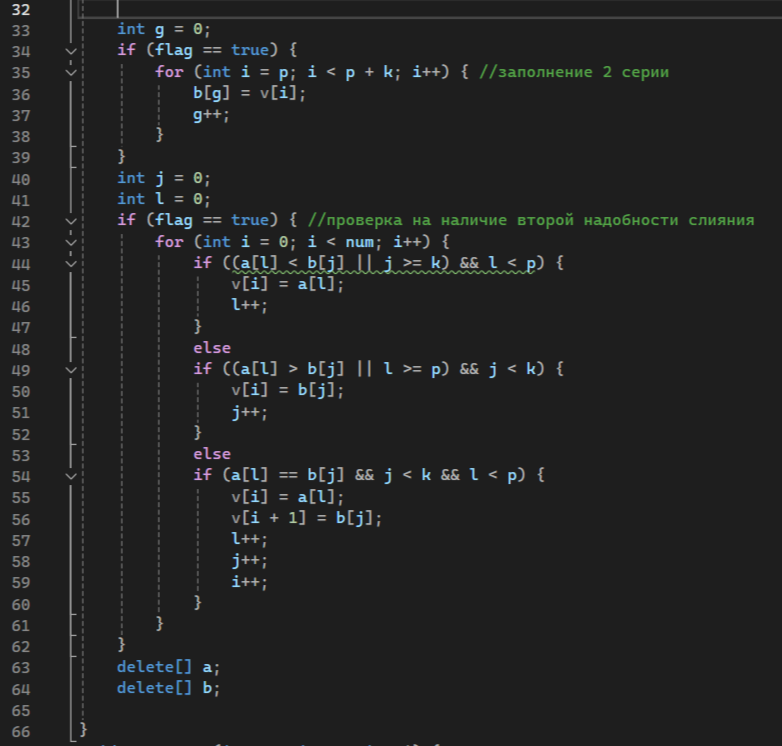 32
33 int g = 0;
34 if (flag == true) {
35 for (int i = p; i < p + k; i++) { //заполнение 2 серии
36 b[g] = v[i];
37 g++;
38 }
39 }
40 int j = 0;
41 int l = 0;
42 if (flag == true) { //проверка на наличие второй надобности слияния
43 for (int i = 0; i < num; i++) {
44 if ((a[l] < b[j] || j >= k) && l < p) {
45 v[i] = a[l];
46 l++;
47 }
48 else
49 if ((a[l] > b[j] || l >= p) && j < k) {
50 v[i] = b[j];
51 j++;
52 }
53 else
54 if (a[l] == b[j] && j < k && l < p) {
55 v[i] = a[l];
56 v[i + 1] = b[j];
57 l++;
58 j++;
59 i++;
60 }
61 }
62 }
63 delete[] a;
64 delete[] b;
65
66 }